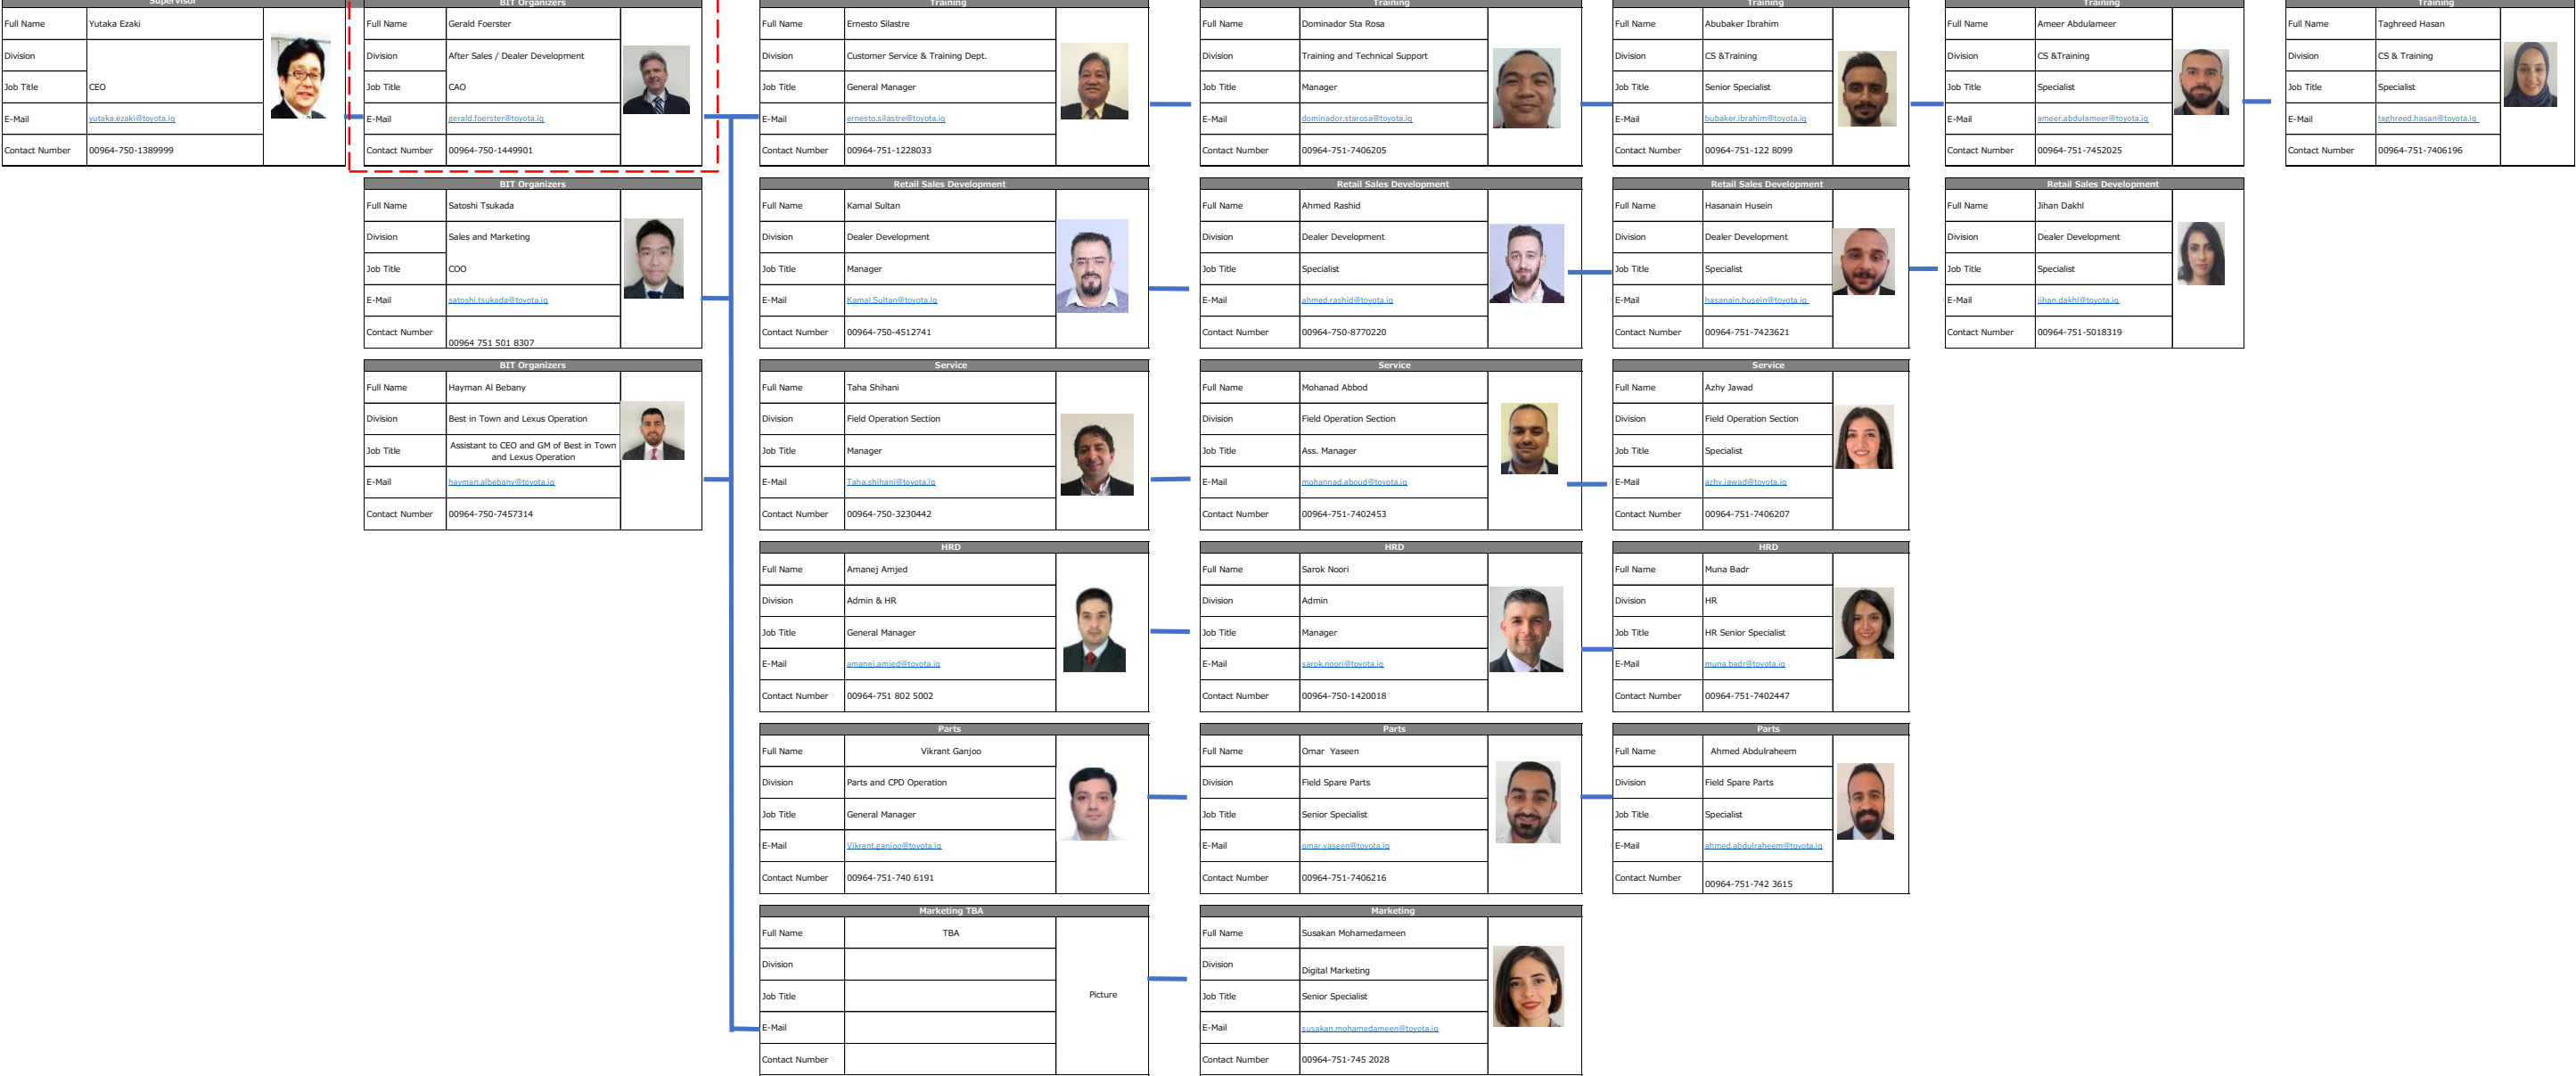 Supervisor
Full Name Yutaka Ezaki
Division
Job Title CEO
E-Mail yutaka.ezaki@toyota.iq
Contact Number 00964-750-1389999
BIT Organizers
Full Name Gerald Foerster
Division After Sales / Dealer Development
Job Title CAO
E-Mail gerald.foerster@toyota.iq
Contact Number 00964-750-1449901
Training
Full Name Ernesto Silastre
Division Customer Service & Training Dept.
Job Title General Manager
E-Mail ernesto.silastre@toyota.iq
Contact Number 00964-751-1228033
Training
Full Name Dominador Sta Rosa
Division Training and Technical Support
Job Title Manager
E-Mail dominador.starosa@toyota.iq
Contact Number 00964-751-7406205
Training
Full Name Abubaker Ibrahim
Division CS &Training
Job Title Senior Specialist
E-Mail bubaker.ibrahim@toyota.iq
Contact Number 00964-751-122 8099
Training
Full Name Ameer Abdulameer
Division CS &Training
Job Title Specialist
E-Mail ameer.abdulameer@toyota.iq
Contact Number 00964-751-7452025
Training
Full Name Taghreed Hasan
Division CS & Training
Job Title Specialist
E-Mail taghreed.hasan@toyota.iq
Contact Number 00964-751-7406196
BIT Organizers
Full Name Satoshi Tsukada
Division Sales and Marketing
Job Title COO
E-Mail satoshi.tsukada@toyota.iq
Contact Number 00964 751 501 8307
Retail Sales Development
Full Name Kamal Sultan
Division Dealer Development
Job Title Manager
E-Mail Kamal.Sultan@toyota.iq
Contact Number 00964-750-4512741
Retail Sales Development
Full Name Ahmed Rashid
Division Dealer Development
Job Title Specialist
E-Mail ahmed.rashid@toyota.iq
Contact Number 00964-750-8770220
Retail Sales Development
Full Name Hasanain Husein
Division Dealer Development
Job Title Specialist
E-Mail hasanain.husein@toyota.iq
Contact Number 00964-751-7423621
Retail Sales Development
Full Name Jihan Dakhl
Division Dealer Development
Job Title Specialist
E-Mail jihan.dakhl@toyota.iq
Contact Number 00964-751-5018319
BIT Organizers
Full Name Hayman Al Bebany
Division Best in Town and Lexus Operation
Job Title Assistant to CEO and GM of Best in Town
and Lexus Operation
E-Mail hayman.albebany@toyota.iq
Contact Number 00964-750-7457314
Service
Full Name Taha Shihani
Division Field Operation Section
Job Title Manager
E-Mail Taha.shihani@toyota.iq
Contact Number 00964-750-3230442
Service
Full Name Mohanad Abbod
Division Field Operation Section
Job Title Ass. Manager
E-Mail mohannad.aboud@toyota.iq
Contact Number 00964-751-7402453
Service
Full Name Azhy Jawad
Division Field Operation Section
Job Title Specialist
E-Mail azhy.jawad@toyota.iq
Contact Number 00964-751-7406207
HRD
Full Name Amanej Amjed
Division Admin & HR
Job Title General Manager
E-Mail amanej.amjed@toyota.iq
Contact Number 00964-751 802 5002
HRD
Full Name Sarok Noori
Division Admin
Job Title Manager
E-Mail sarok.noori@toyota.iq
Contact Number 00964-750-1420018
HRD
Full Name Muna Badr
Division HR
Job Title HR Senior Specialist
E-Mail muna.badr@toyota.iq
Contact Number 00964-751-7402447
Parts
Full Name Vikrant Ganjoo
Division Parts and CPD Operation
Job Title General Manager
E-Mail Vikrant.ganjoo@toyota.iq
Contact Number 00964-751-740 6191
Parts
Full Name Omar Yaseen
Division Field Spare Parts
Job Title Senior Specialist
E-Mail omar.yaseen@toyota.iq
Contact Number 00964-751-7406216
Parts
Full Name Ahmed Abdulraheem
Division Field Spare Parts
Job Title Specialist
E-Mail ahmed.abdulraheem@toyota.iq
Contact Number 00964-751-742 3615
Marketing TBA
Full Name TBA
Division
Job Title
E-Mail
Contact Number
Picture
Marketing
Full Name Susakan Mohamedameen
Division Digital Marketing
Job Title Senior Specialist
E-Mail susakan.mohamedameen@toyota.iq
Contact Number 00964-751-745 2028